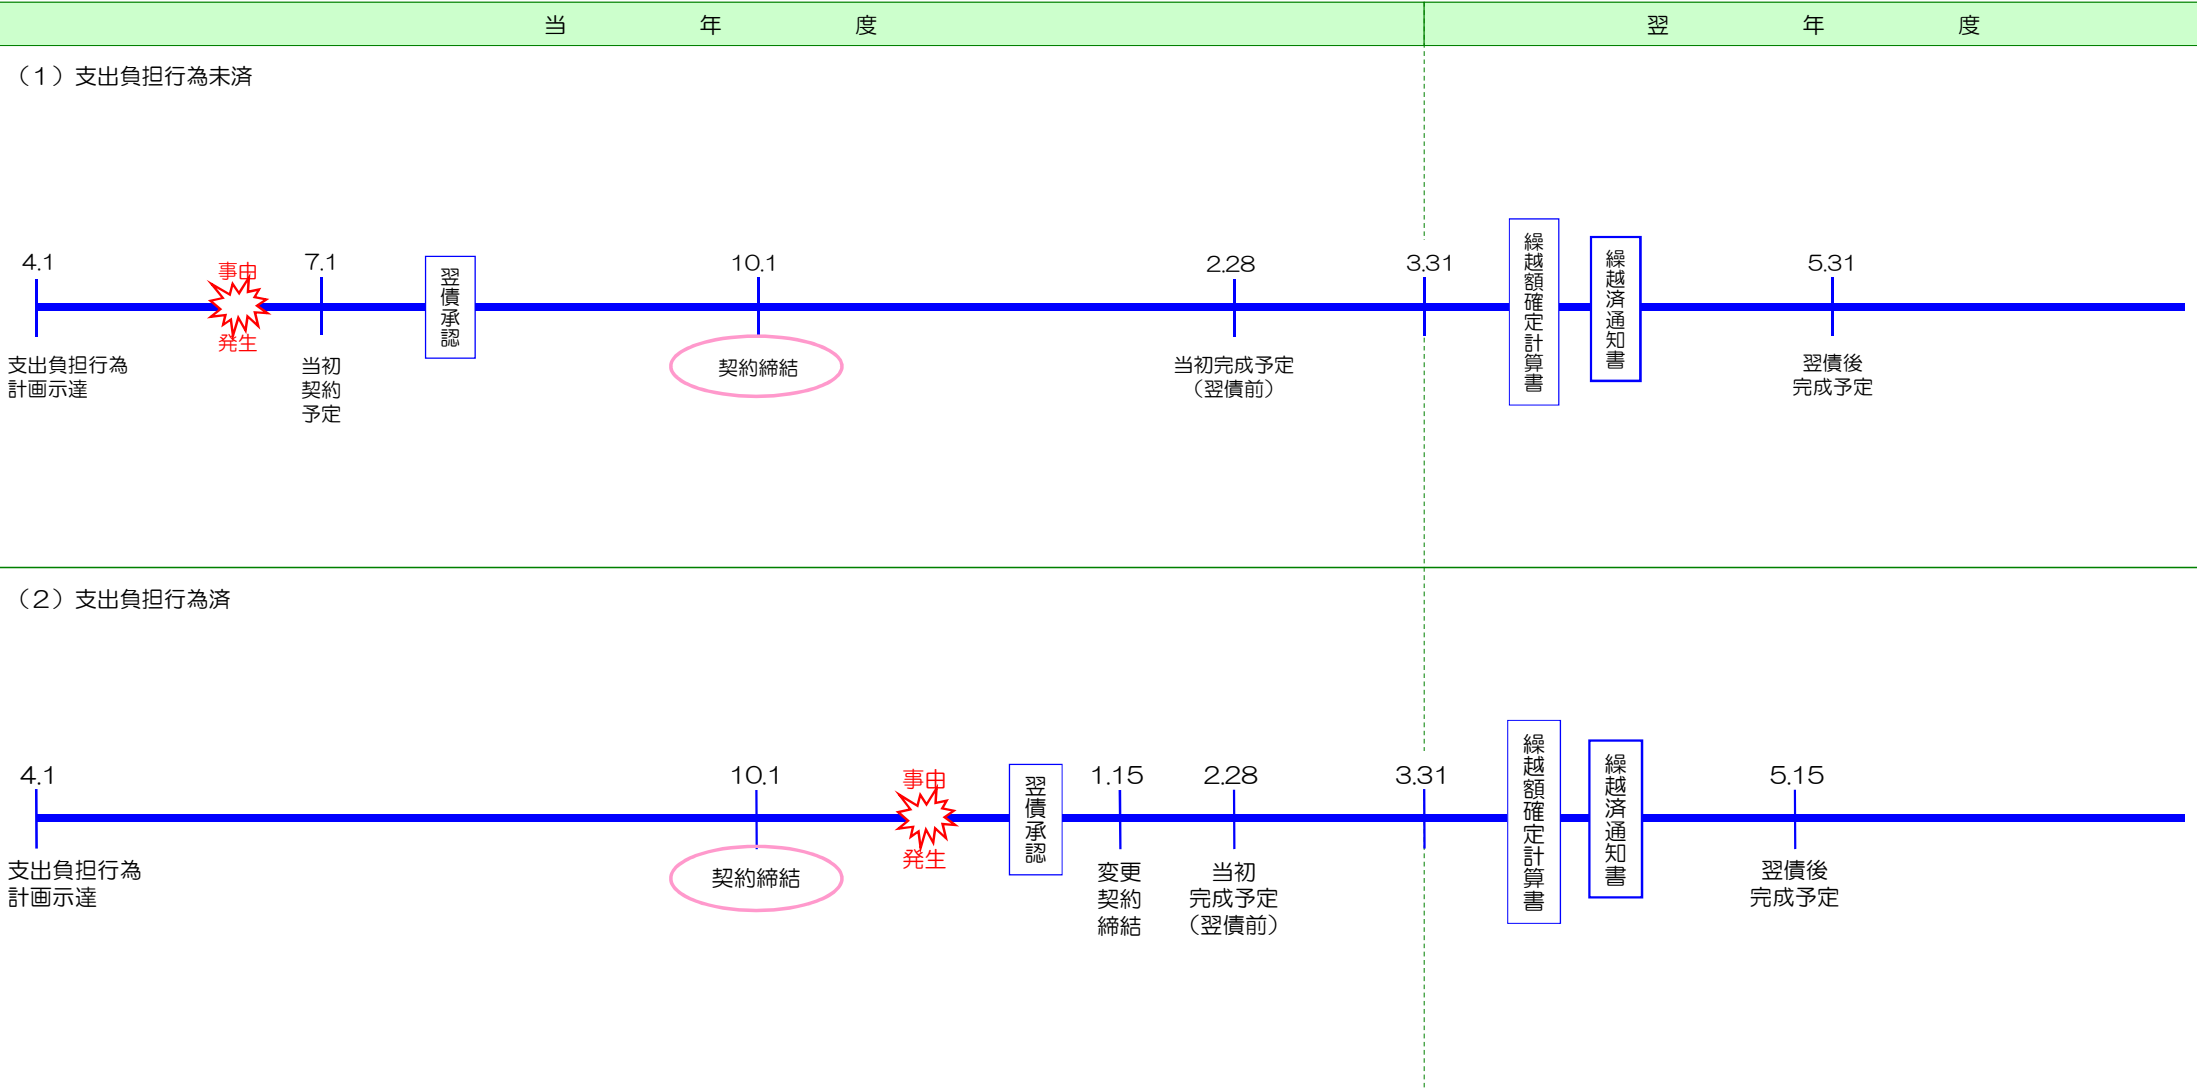 当年度
翌年度
（１）支出負担行為未済
4.1
事由
発生
7.1
翌債承認
10.1
2.28
3.31
繰越額確定計算書
繰越済通知書
5.31
支出負担行為
計画示達
当初
契約
予定
契約締結
当初完成予定
（翌債前）
翌債後
完成予定
（２）支出負担行為済
4.1
10.1
事由
発生
翌債承認
1.15
2.28
3.31
繰越額確定計算書
繰越済通知書
5.15
支出負担行為
計画示達
契約締結
変更
契約
締結
当初
完成予定
（翌債前）
翌債後
完成予定